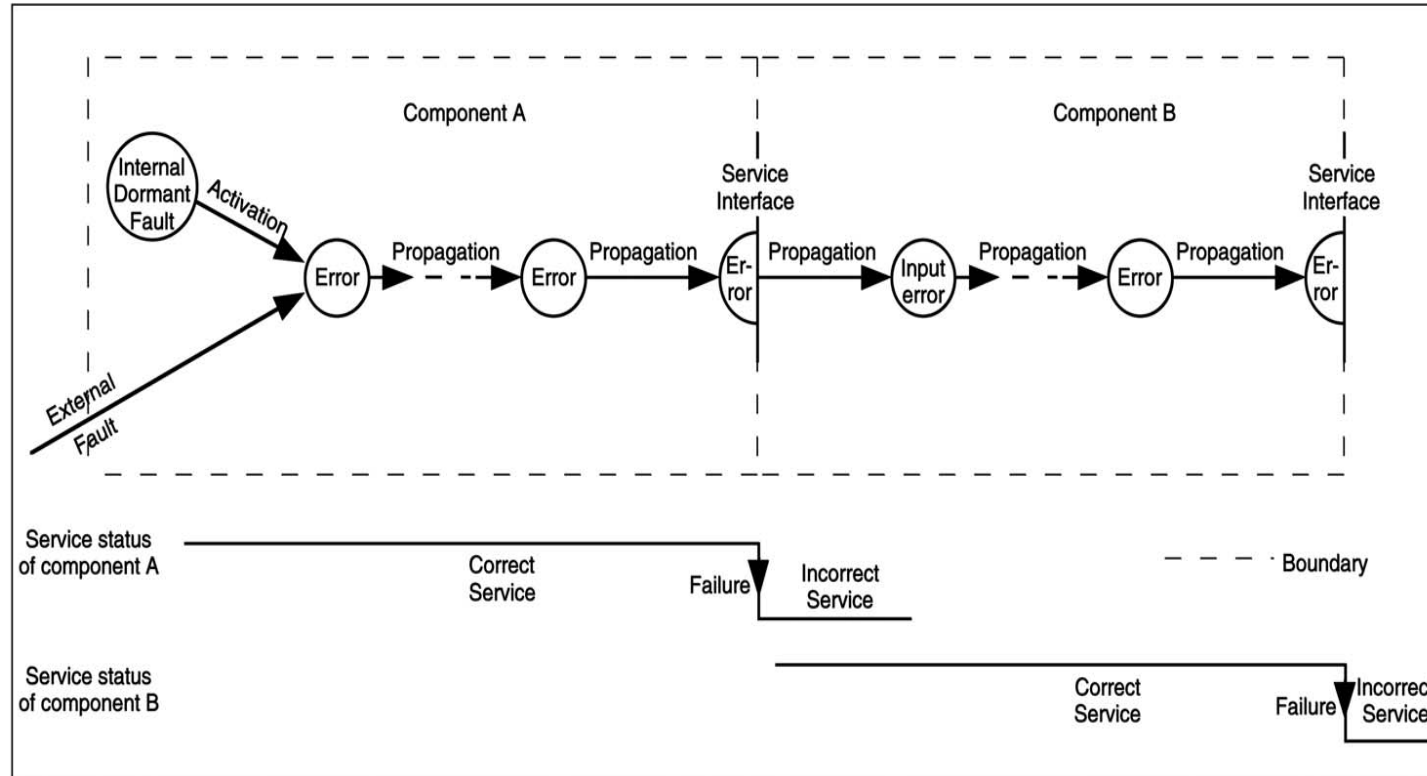 Component A
Component B
Internal
Dormant
Fault
Activation
Service
Interface
Service
Interface
Error
Propagation
Error
Propagation
Er-
ror
Propagation
Input
error
Propagation
Error
Propagation
Er-
ror
External
Fault
Service status
of component A
Correct
Service
Failure
Incorrect
Service
Boundary
Service status
of component B
Correct
Service
Failure
Incorrect
Service